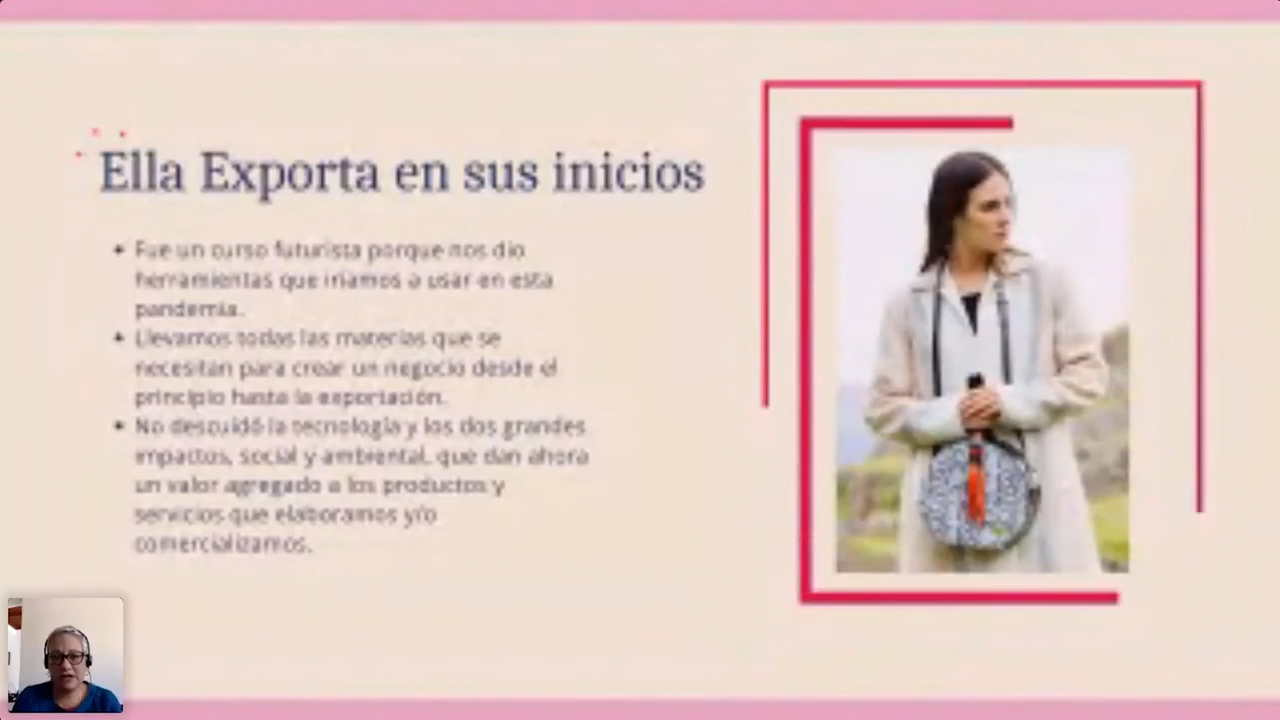 Ella Exporta en sus inicios
Fue un curso futurista porque nos dio
herramientas que iriamos a usar en esta
pandemia.
Llevamos todas las materias que se
necesitan para crear un negocio desde el
principio hasta la exportación.
No descuidó la tecnología y los dos grandes
impactos, social y ambiental, que dan ahora
un valor agregado a los productos y
servicios que elaboramos y/o
comercializamos.